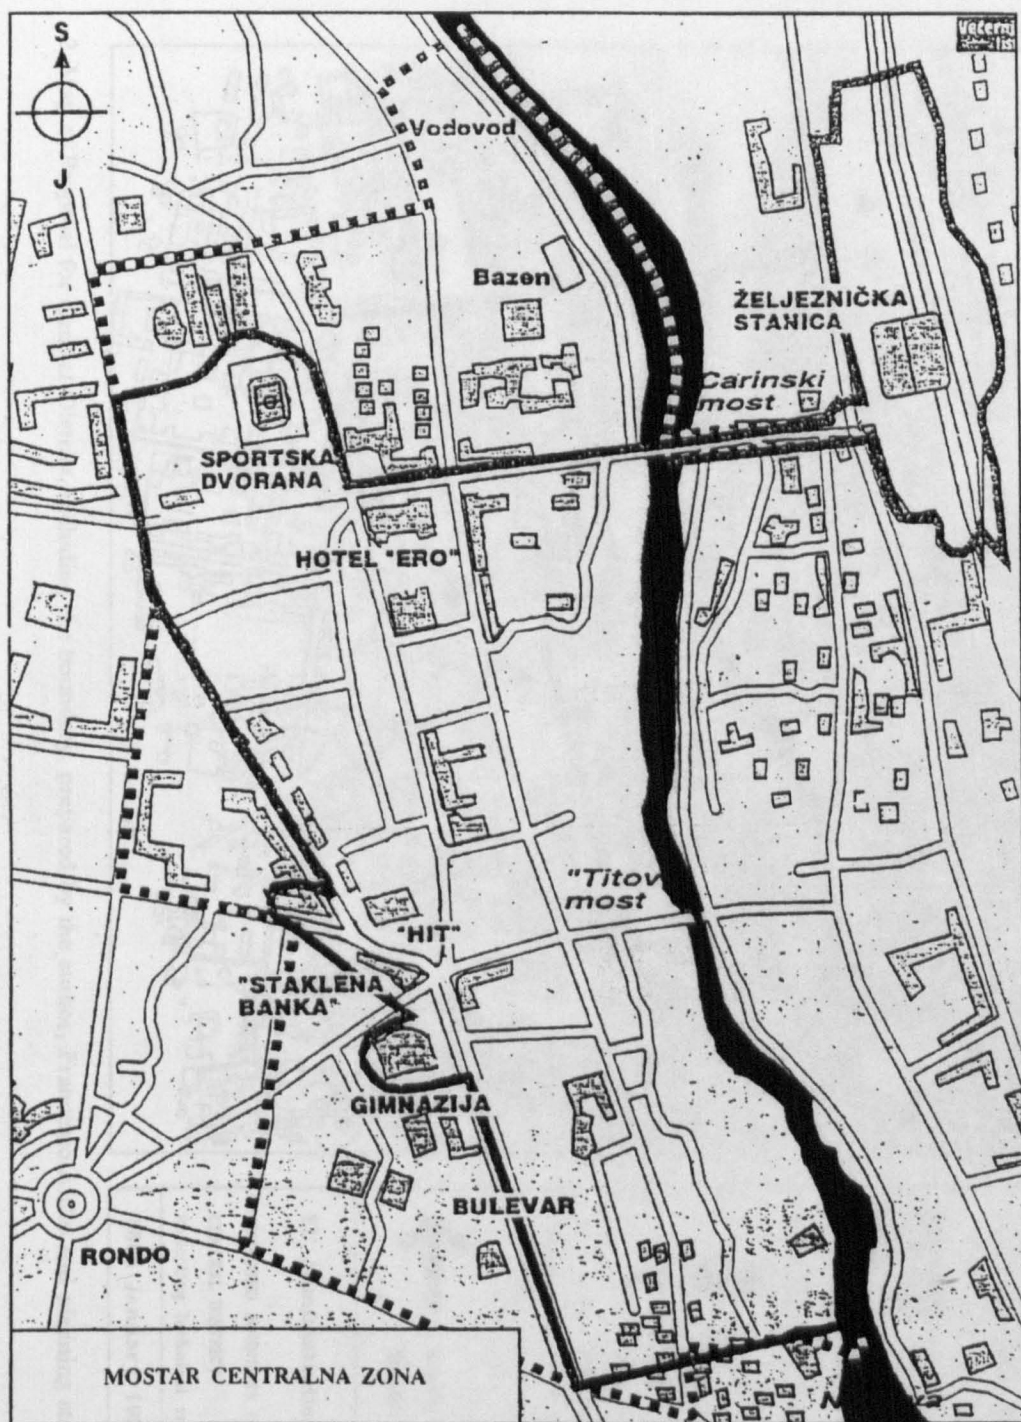 S
Večernji
Vodovod
J
Bazen
ŽELJEZNIČKA
STANICA
Carinski
most
SPORTSKA
DVORANA
HOTEL "ERO"
"Titov
most
"HIT"
"STAKLENA
BANKA"
GIMNAZIJA
BULEVAR
RONDO
MOSTAR CENTRALNA ZONA